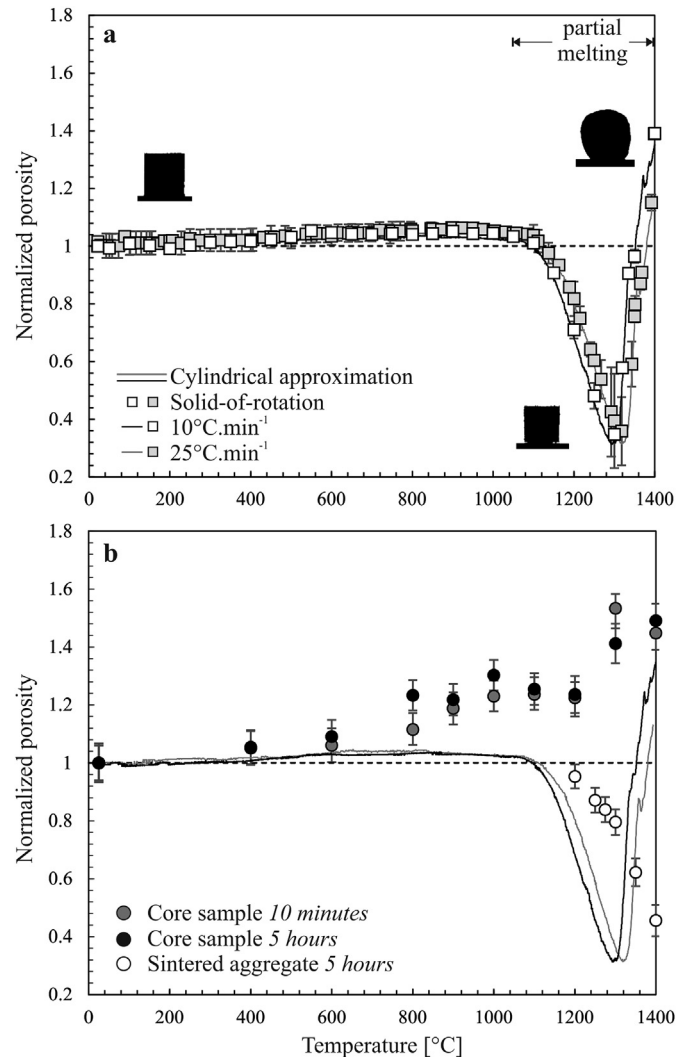 1.8
a
partial
melting
1.6
1.4
1.2
1
0.8
0.6
0.4
0.2
Normalized porosity
Cylindrical approximation
Solid-of-rotation
10°C.min⁻¹
25°C.min⁻¹
0 200 400 600 800 1000 1200 1400
1.8
b
1.6
1.4
1.2
1
0.8
0.6
0.4
0.2
Normalized porosity
Core sample 10 minutes
Core sample 5 hours
Sintered aggregate 5 hours
0 200 400 600 800 1000 1200 1400
Temperature [°C]